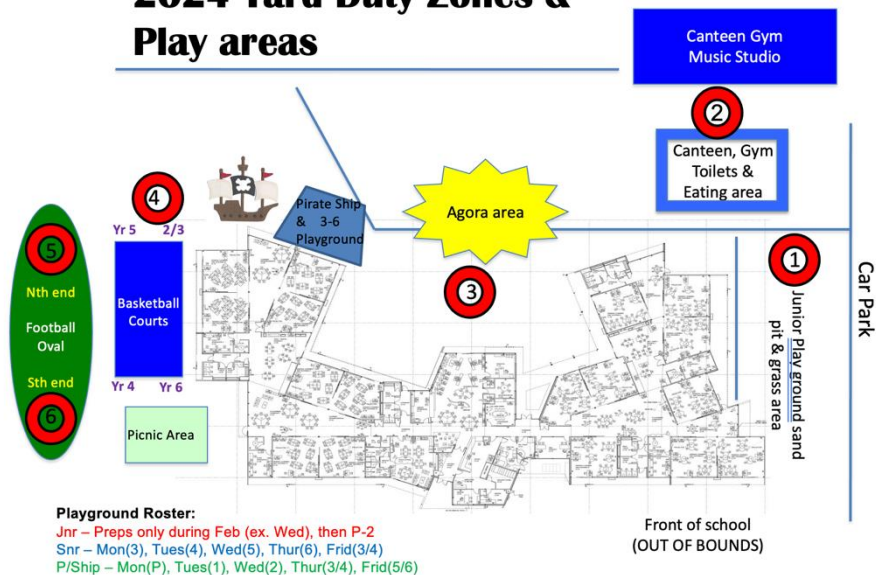 2024 Yard Duty Zones &
Play areas
Canteen Gym
Music Studio
2
Canteen, Gym
Toilets &
Eating area
4
Pirate Ship
& 3-6
Playground
Agora area
Yr 5 2/3
5
Nth end
Football
Oval
Sth end
6
Basketball
Courts
Yr 4 Yr 6
3
1
Junior Play ground sand
pit & grass area
Car Park
Picnic Area
Front of school
(OUT OF BOUNDS)
Playground Roster:
Jnr – Preps only during Feb (ex. Wed), then P-2
Snr – Mon(3), Tues(4), Wed(5), Thur(6), Frid(3/4)
P/Ship – Mon(P), Tues(1), Wed(2), Thur(3/4), Frid(5/6)